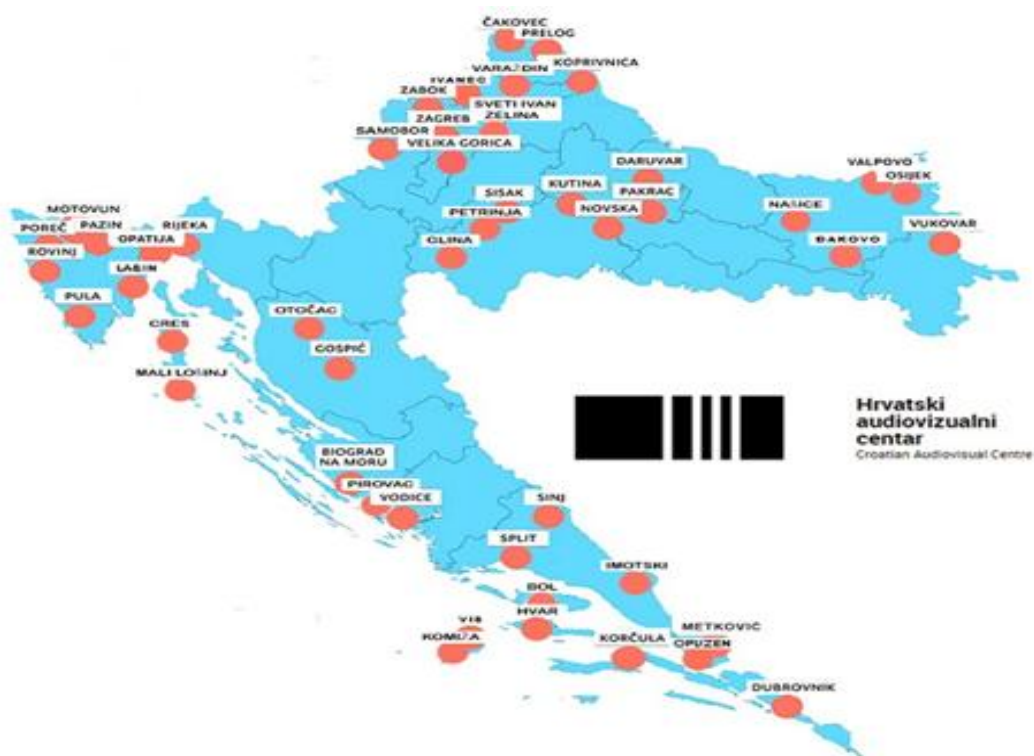 ČAKOVEC
PRELOG
KOPRIVNICA
VARAŽDIN
IVANEC
ZABOK
SVETI IVAN
ZELINA
ZAGREB
SAMOBOR
VELIKA GORICA
DARUVAR
VALPOVO
OSIJEK
KUTINA
PAKRAC
SISAK
NOVSKA
PETRINJA
NAŠICE
VUKOVAR
GLINA
ĐAKOVO
MOTOVUN
POREČ
PAZIN
RIJEKA
OPATIJA
ROVINJ
LABIN
PULA
CRES
OTOČAC
GOSPIĆ
MALI LOŠINJ
Hrvatski
audiovizualni
centar
Croatian Audiovisual Centre
BIOGRAD
NA MORU
PIROVAC
VODICE
SINJ
SPLIT
IMOTSKI
BOL
HVAR
VIS
KOMIŽA
KORČULA
METKOVIĆ
OPUZEN
DUBROVNIK